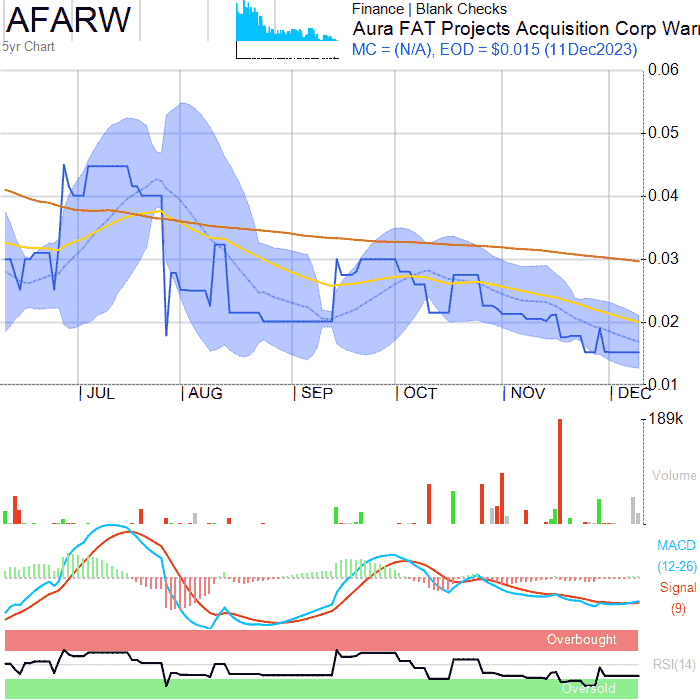 AFARW
5yr Chart
Finance | Blank Checks
Aura FAT Projects Acquisition Corp Warr
MC = (N/A), EOD = $0.015 (11Dec2023)
0.06
0.05
0.04
0.03
0.02
0.01
JUL AUG SEP OCT NOV DEC
189k
Volume
MACD
(12-26)
Signal
(9)
Overbought
RSI(14)
Oversold